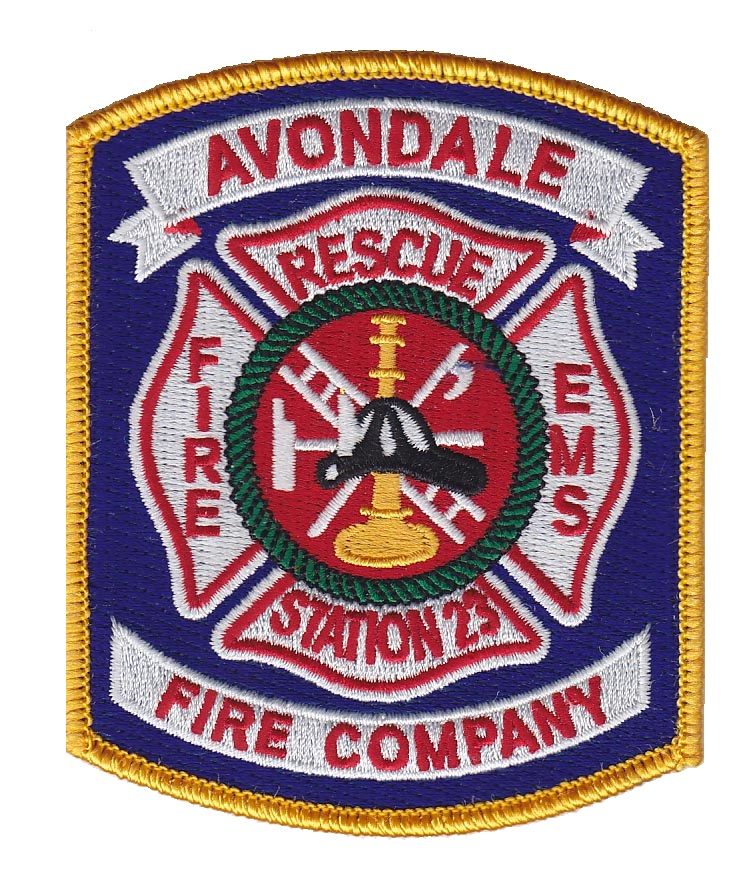 AVONDALE
RESCUE
FIRE
EMS
STATION 23
FIRE COMPANY